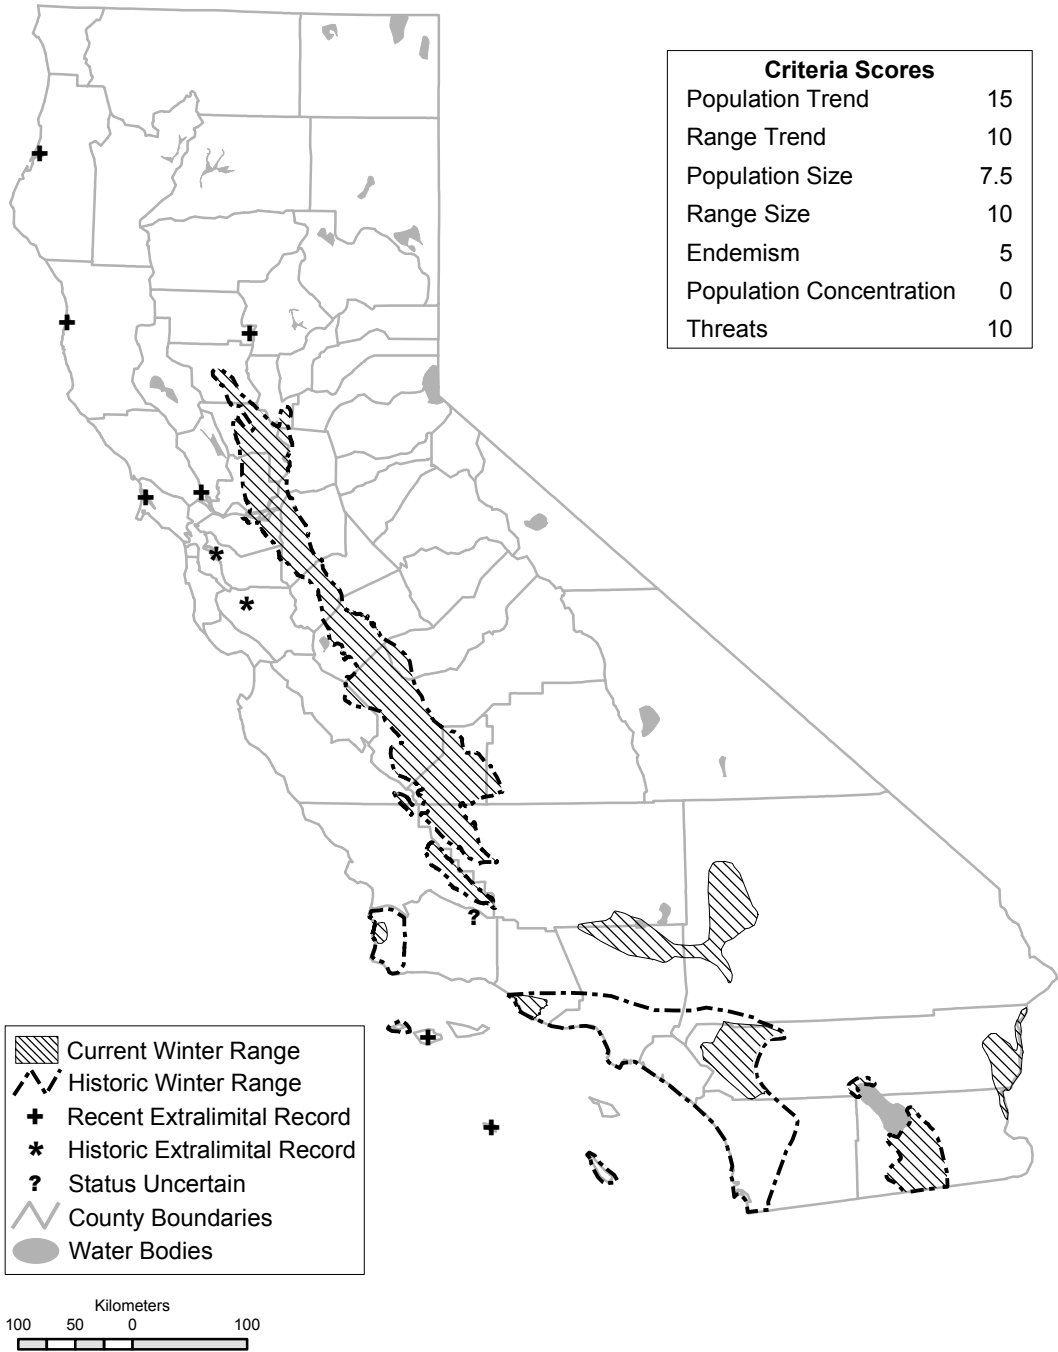 Criteria Scores
Population Trend 15
Range Trend 10
Population Size 7.5
Range Size 10
Endemism 5
Population Concentration 0
Threats 10
?
Current Winter Range
Historic Winter Range
Recent Extralimital Record
* Historic Extralimital Record
? Status Uncertain
County Boundaries
Water Bodies
Kilometers
100 50 0 100